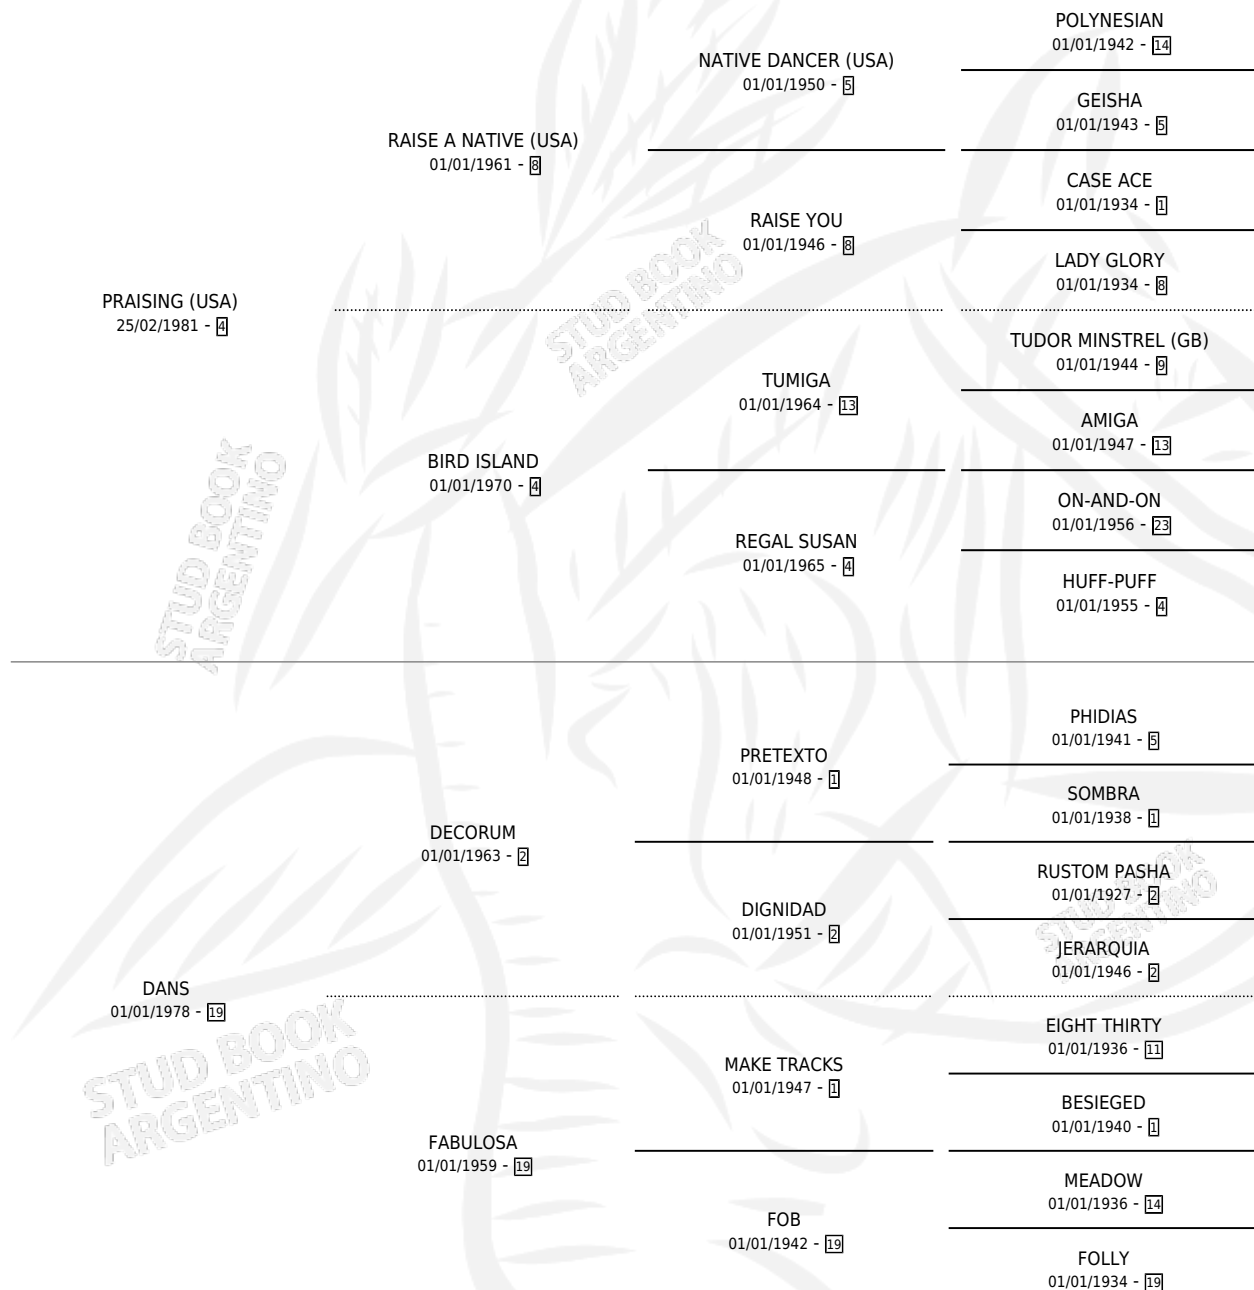 POLYNESIAN
01/01/1942 - 14
NATIVE DANCER (USA)
01/01/1950 - 5
GEISHA
01/01/1943 - 5
RAISE A NATIVE (USA)
01/01/1961 - 8
CASE ACE
01/01/1934 - 1
RAISE YOU
01/01/1946 - 8
LADY GLORY
01/01/1934 - 8
PRAISING (USA)
25/02/1981 - 4
TUDOR MINSTREL (GB)
01/01/1944 - 9
TUMIGA
01/01/1964 - 13
AMIGA
01/01/1947 - 13
BIRD ISLAND
01/01/1970 - 4
ON-AND-ON
01/01/1956 - 23
REGAL SUSAN
01/01/1965 - 4
HUFF-PUFF
01/01/1955 - 4
PHIDIAS
01/01/1941 - 5
PRETEXTO
01/01/1948 - 1
SOMBRA
01/01/1938 - 1
DECORUM
01/01/1963 - 2
RUSTOM PASHA
01/01/1927 - 2
DIGNIDAD
01/01/1951 - 2
JERARQUIA
01/01/1946 - 2
DANS
01/01/1978 - 19
EIGHT THIRTY
01/01/1936 - 11
MAKE TRACKS
01/01/1947 - 1
BESIEGED
01/01/1940 - 1
FABULOSA
01/01/1959 - 19
MEADOW
01/01/1936 - 14
FOB
01/01/1942 - 19
FOLLY
01/01/1934 - 19
STUD BOOK
ARGENTINO
STUD BOOK
ARGENTINO
STUD BOOK
ARGENTINO
STUD BOOK
ARGENTINO